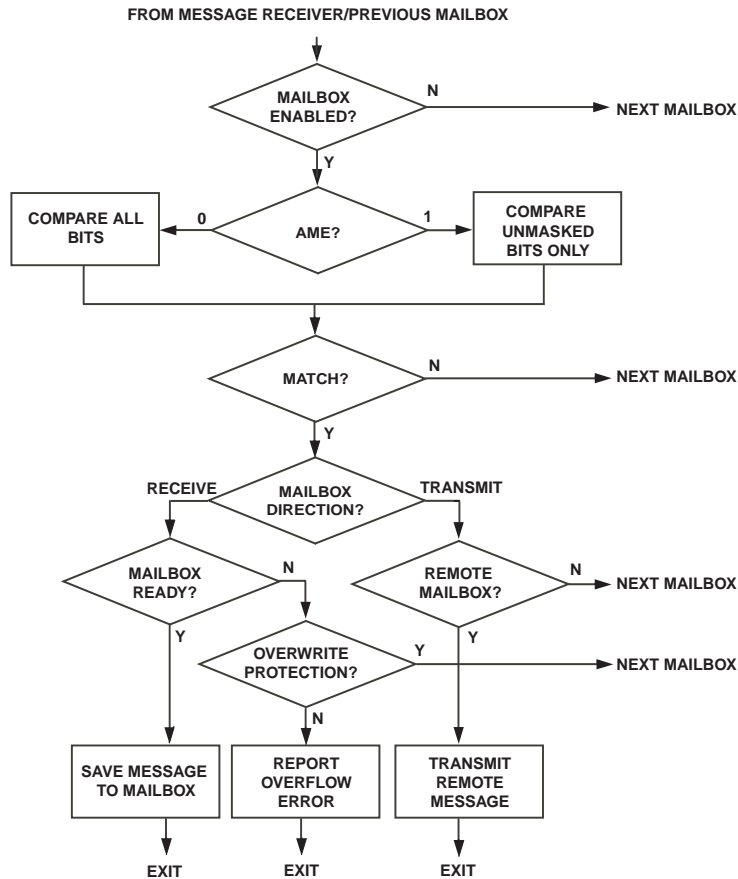 FROM MESSAGE RECEIVER/PREVIOUS MAILBOX
MAILBOX
ENABLED?
N
NEXT MAILBOX
Y
COMPARE ALL
BITS
0
AME?
1
COMPARE
UNMASKED
BITS ONLY
MATCH?
N
NEXT MAILBOX
Y
RECEIVE
MAILBOX
DIRECTION?
TRANSMIT
MAILBOX
READY?
N
REMOTE
MAILBOX?
N
NEXT MAILBOX
Y
OVERWRITE
PROTECTION?
Y
Y
NEXT MAILBOX
N
SAVE MESSAGE
TO MAILBOX
REPORT
OVERFLOW
ERROR
TRANSMIT
REMOTE
MESSAGE
EXIT
EXIT
EXIT